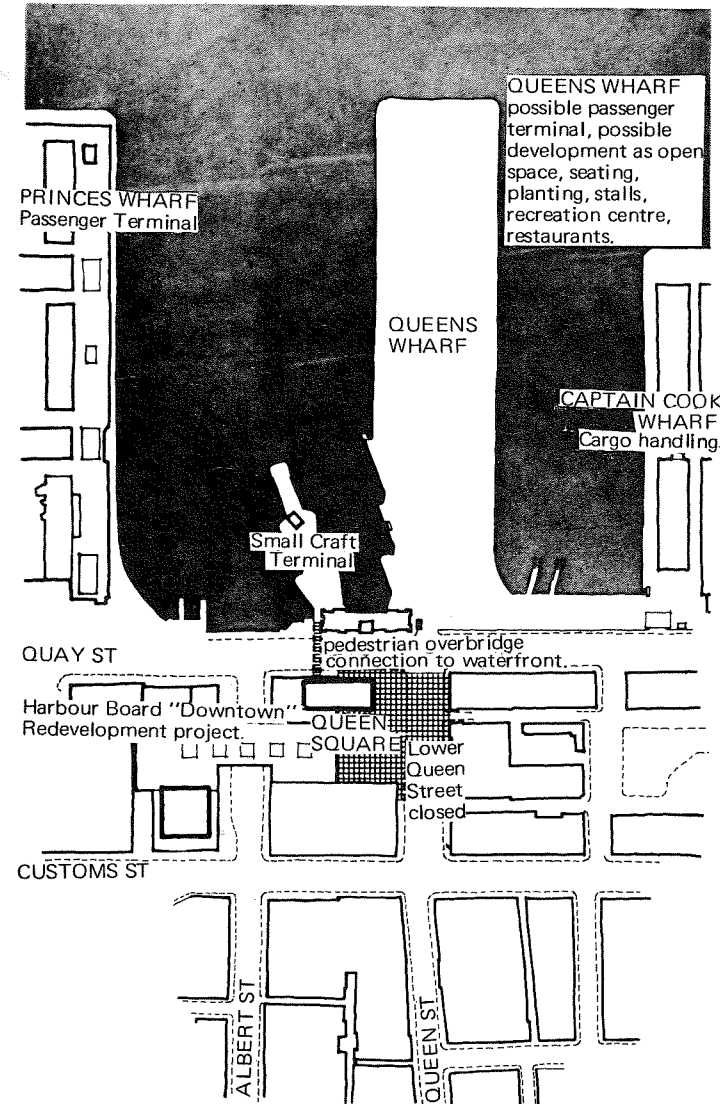 QUEENS WHARF
possible passenger
terminal, possible
development as open
space, seating,
planting, stalls,
recreation centre,
restaurants.
PRINCES WHARF
Passenger Terminal
QUEENS
WHARF
CAPTAIN COOK
WHARF
Cargo handling.
Small Craft
Terminal
pedestrian overbridge
connection to waterfront.
QUAY ST
Harbour Board "Downtown"
Redevelopment project.
QUEEN
SQUARE
Lower
Queen
Street
closed
CUSTOMS ST
ALBERT ST
QUEEN ST